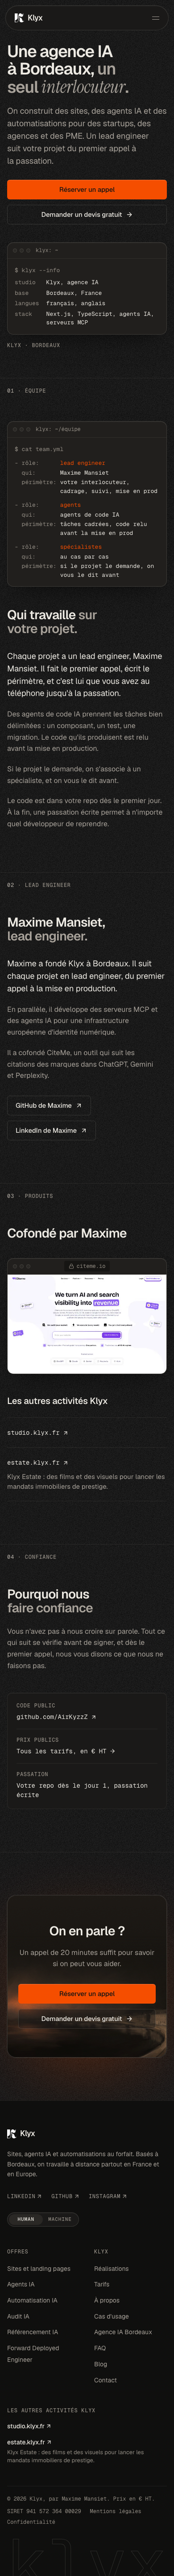 Klyx
Une agence IA
à Bordeaux, un
seul interlocuteur.
On construit des sites, des agents IA et des
automatisations pour des startups, des
agences et des PME. Un lead engineer
suit votre projet du premier appel à
la passation.
Réserver un appel
Demander un devis gratuit →
klyx: ~
$ klyx --info
studio Klyx, agence IA
base Bordeaux, France
langues français, anglais
stack Next.js, TypeScript, agents IA,
serveurs MCP
KLYX · BORDEAUX
01 · ÉQUIPE
klyx: ~/équipe
$ cat team.yml
- rôle: lead engineer
qui: Maxime Mansiet
périmètre: votre interlocuteur,
cadrage, suivi, mise en prod
- rôle: agents
qui: agents de code IA
périmètre: tâches cadrées, code relu
avant la mise en prod
- rôle: spécialistes
qui: au cas par cas
périmètre: si le projet le demande, on
vous le dit avant
Qui travaille sur
votre projet.
Chaque projet a un lead engineer, Maxime
Mansiet. Il fait le premier appel, écrit le
périmètre, et c'est lui que vous avez au
téléphone jusqu'à la passation.
Des agents de code IA prennent les tâches bien
délimitées : un composant, un test, une
migration. Le code qu'ils produisent est relu
avant la mise en production.
Si le projet le demande, on s'associe à un
spécialiste, et on vous le dit avant.
Le code est dans votre repo dès le premier jour.
À la fin, une passation écrite permet à n'importe
quel développeur de reprendre.
02 · LEAD ENGINEER
Maxime Mansiet,
lead engineer.
Maxime a fondé Klyx à Bordeaux. Il suit
chaque projet en lead engineer, du premier
appel à la mise en production.
En parallèle, il développe des serveurs MCP et
des agents IA pour une infrastructure
européenne d'identité numérique.
Il a cofondé CiteMe, un outil qui suit les
citations des marques dans ChatGPT, Gemini
et Perplexity.
GitHub de Maxime ↗
LinkedIn de Maxime ↗
03 · PRODUITS
Cofondé par Maxime
citeme.io
We turn AI and search
visibility into revenue
Les autres activités Klyx
studio.klyx.fr ↗
estate.klyx.fr ↗
Klyx Estate : des films et des visuels pour lancer les
mandats immobiliers de prestige.
04 · CONFIANCE
Pourquoi nous
faire confiance
Vous n'avez pas à nous croire sur parole. Tout ce
qui suit se vérifie avant de signer, et dès le
premier appel, nous vous disons ce que nous ne
faisons pas.
CODE PUBLIC
github.com/AirKyzzZ ↗
PRIX PUBLICS
Tous les tarifs, en € HT →
PASSATION
Votre repo dès le jour 1, passation
écrite
On en parle ?
Un appel de 20 minutes suffit pour savoir
si on peut vous aider.
Réserver un appel
Demander un devis gratuit →
Klyx
Sites, agents IA et automatisations au forfait. Basés à
Bordeaux, on travaille à distance partout en France et
en Europe.
LINKEDIN ↗ GITHUB ↗ INSTAGRAM ↗
HUMAN MACHINE
OFFRES
Sites et landing pages
Agents IA
Automatisation IA
Audit IA
Référencement IA
Forward Deployed
Engineer
KLYX
Réalisations
Tarifs
À propos
Cas d'usage
Agence IA Bordeaux
FAQ
Blog
Contact
LES AUTRES ACTIVITÉS KLYX
studio.klyx.fr ↗
estate.klyx.fr ↗
Klyx Estate : des films et des visuels pour lancer les
mandats immobiliers de prestige.
© 2026 Klyx, par Maxime Mansiet. Prix en € HT.
SIRET 941 572 364 00029 Mentions légales
Confidentialité
klyx